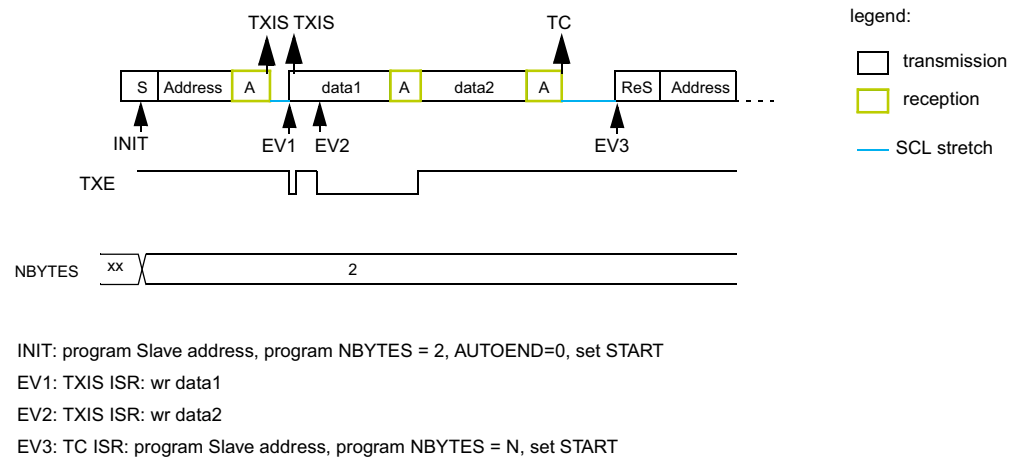 TXIS TXIS
TC
legend:
S Address A data1 A data2 A ReS Address
transmission
reception
INIT
EV1 EV2
EV3
SCL stretch
TXE
NBYTES xx 2
INIT: program Slave address, program NBYTES = 2, AUTOEND=0, set START
EV1: TXIS ISR: wr data1
EV2: TXIS ISR: wr data2
EV3: TC ISR: program Slave address, program NBYTES = N, set START